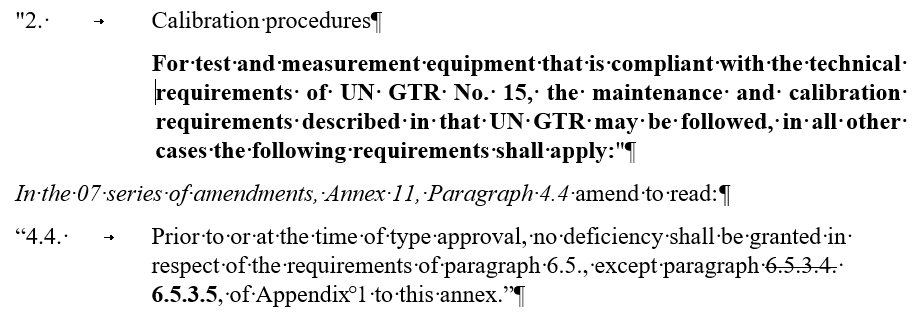 "2. Calibration procedures¶
For test and measurement equipment that is compliant with the technical
requirements of UN GTR No. 15, the maintenance and calibration
requirements described in that UN GTR may be followed, in all other
cases the following requirements shall apply:"¶
In the 07 series of amendments, Annex 11, Paragraph 4.4 amend to read:¶
“4.4. Prior to or at the time of type approval, no deficiency shall be granted in
respect of the requirements of paragraph 6.5., except paragraph 6.5.3.4.
6.5.3.5, of Appendix°1 to this annex.”¶